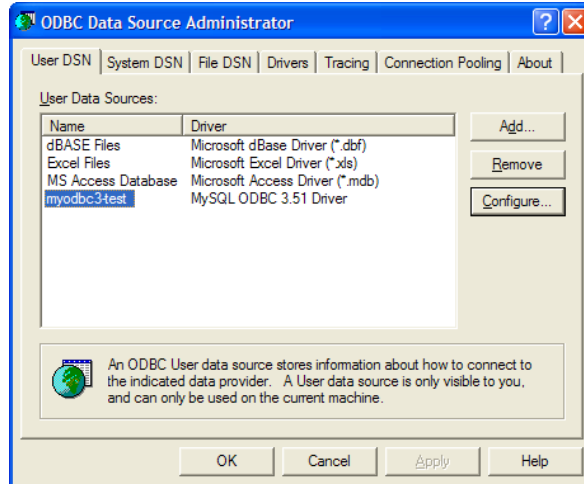 ODBC Data Source Administrator
User DSN System DSN File DSN Drivers Tracing Connection Pooling About
User Data Sources:
Name Driver
dBASE Files Microsoft dBase Driver (*.dbf)
Excel Files Microsoft Excel Driver (*.xls)
MS Access Database Microsoft Access Driver (*.mdb)
myodbc3-test MySQL ODBC 3.51 Driver
Add...
Remove
Configure...
An ODBC User data source stores information about how to connect to
the indicated data provider. A User data source is only visible to you,
and can only be used on the current machine.
OK Cancel Apply Help